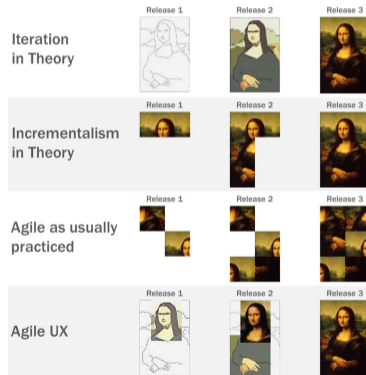 Release 1
Release 2
Release 3
Iteration
in Theory
Release 1
Release 2
Release 3
Incrementalism
in Theory
Release 1
Release 2
Release 3
Agile as usually
practiced
Release 1
Release 2
Release 3
Agile UX